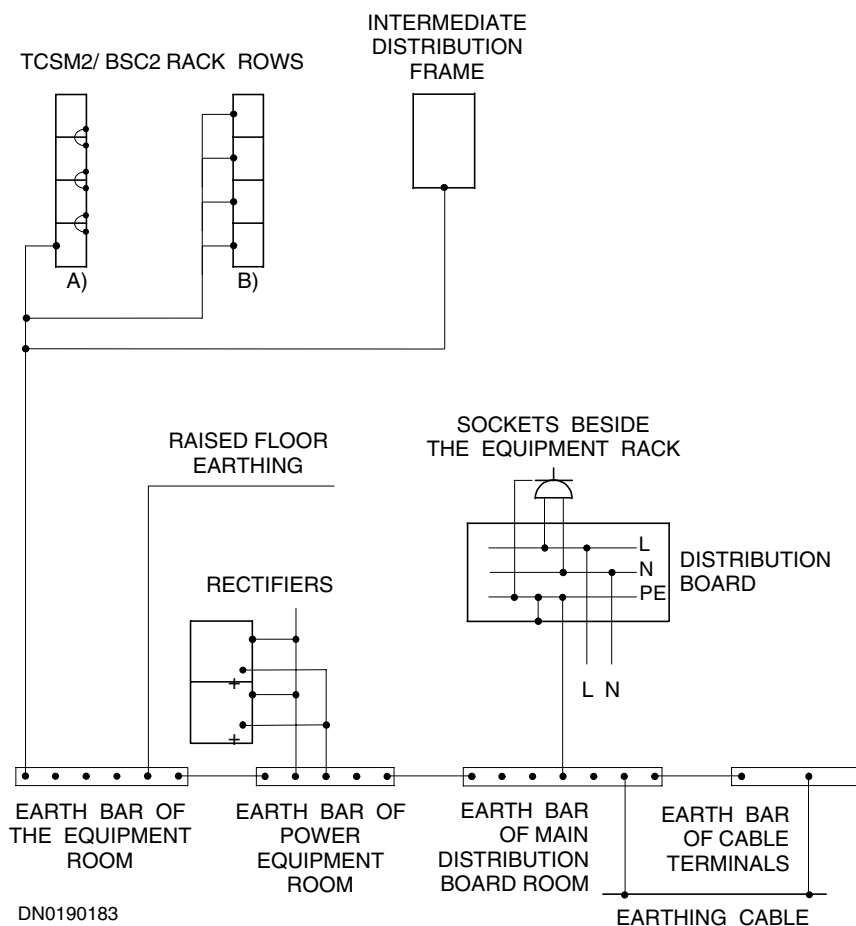 INTERMEDIATE
DISTRIBUTION
FRAME
TCSM2/ BSC2 RACK ROWS
A)
B)
SOCKETS BESIDE
THE EQUIPMENT RACK
RAISED FLOOR
EARTHING
L
N
PE
DISTRIBUTION
BOARD
RECTIFIERS
+
+
L N
EARTH BAR OF
THE EQUIPMENT
ROOM
EARTH BAR OF
POWER
EQUIPMENT
ROOM
EARTH BAR
OF MAIN
DISTRIBUTION
BOARD ROOM
EARTH BAR
OF CABLE
TERMINALS
DN0190183
EARTHING CABLE